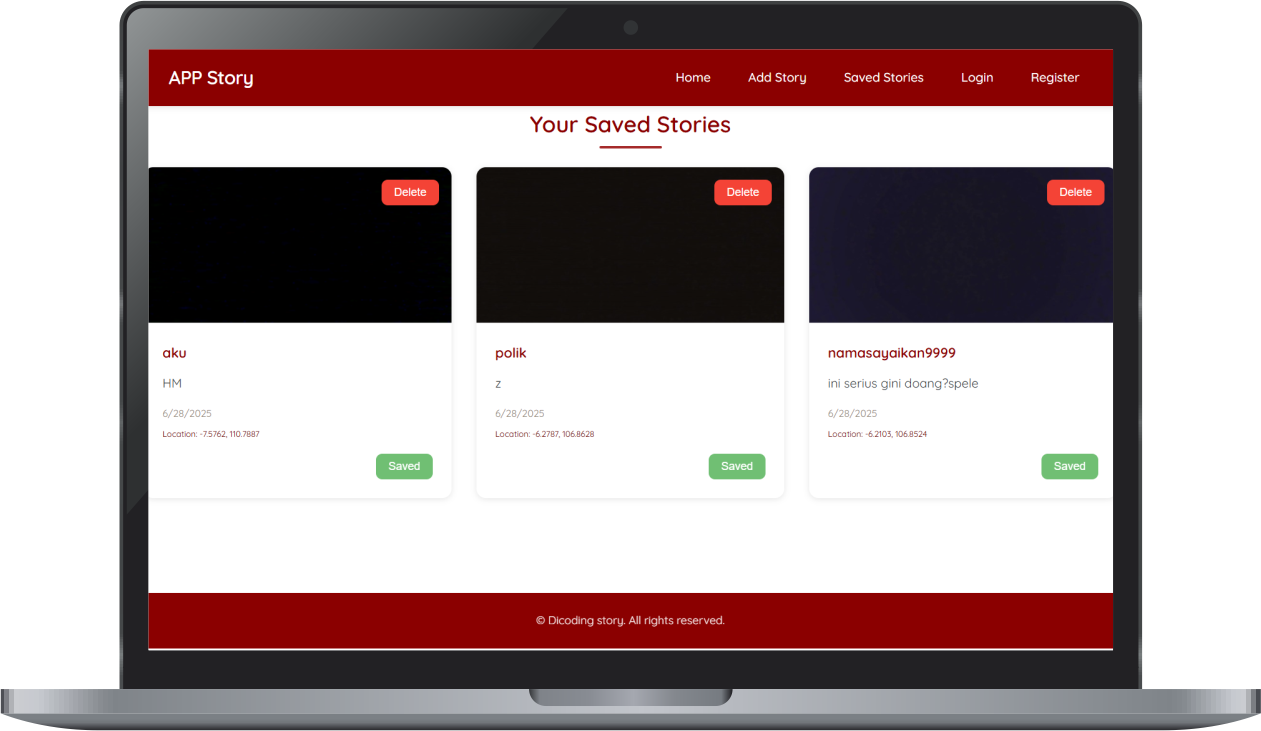 APP Story
Home Add Story Saved Stories Login Register
Your Saved Stories
Delete
aku
HM
6/28/2025
Location: -7.5762, 110.7887
Saved
Delete
polik
z
6/28/2025
Location: -6.2787, 106.8628
Saved
Delete
namasayaikan9999
ini serius gini doang?spele
6/28/2025
Location: -6.2103, 106.8524
Saved
© Dicoding story. All rights reserved.